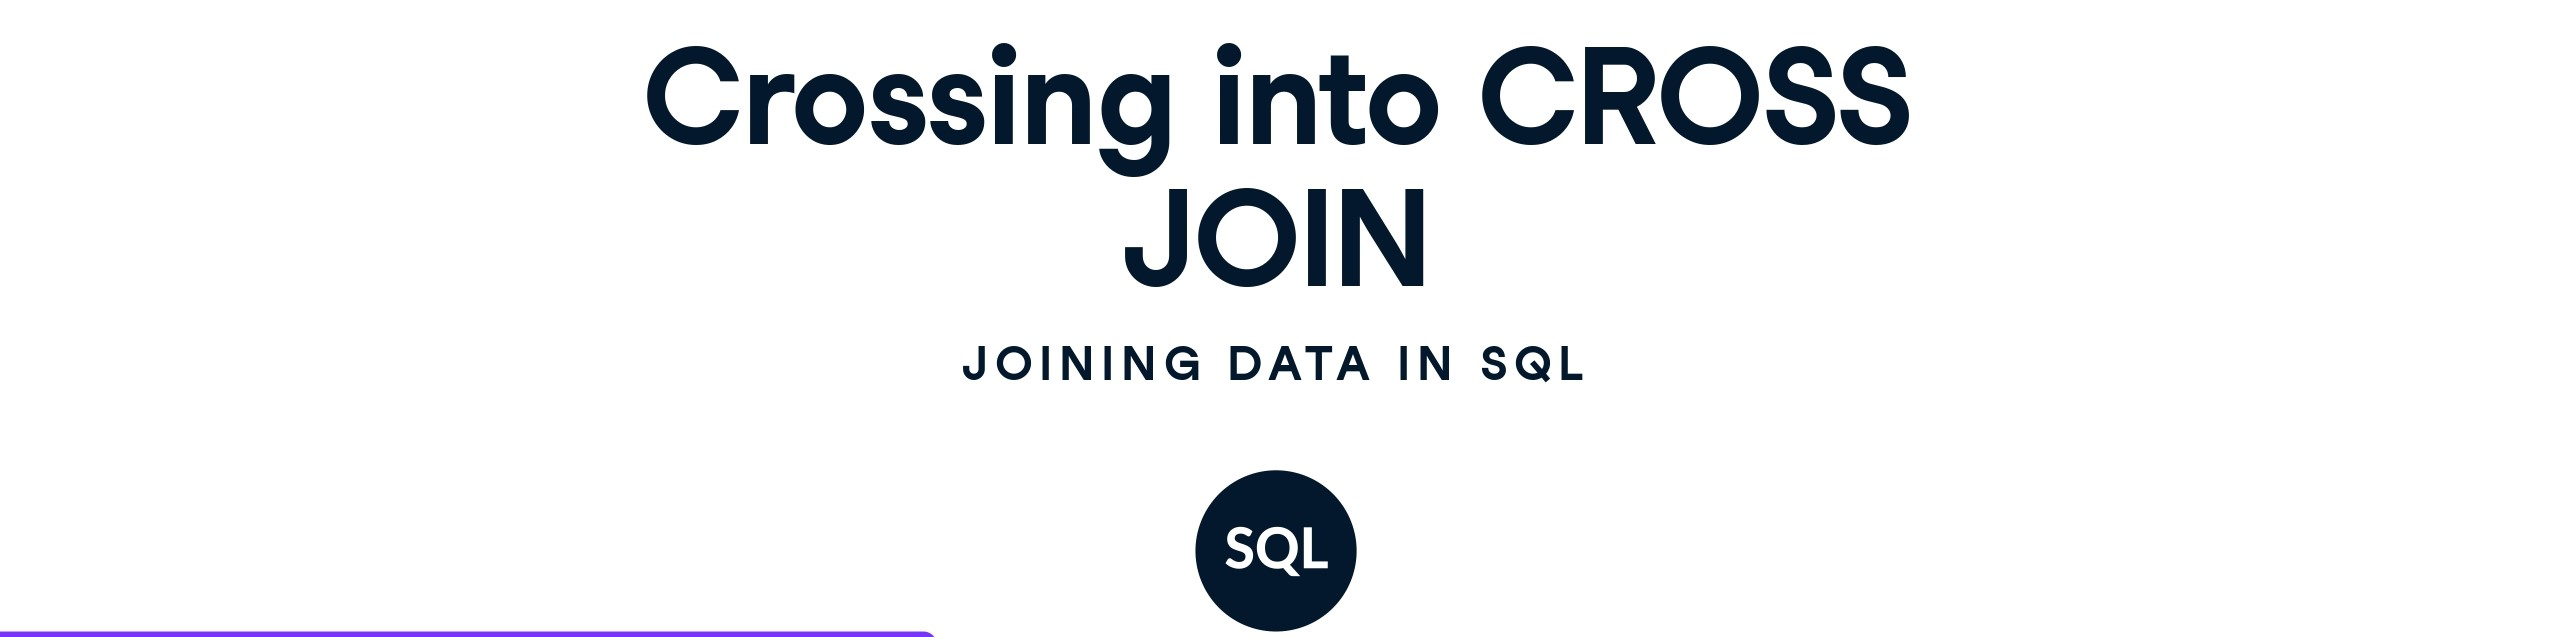 Crossing into CROSS
JOIN
JOINING DATA IN SQL
SQL